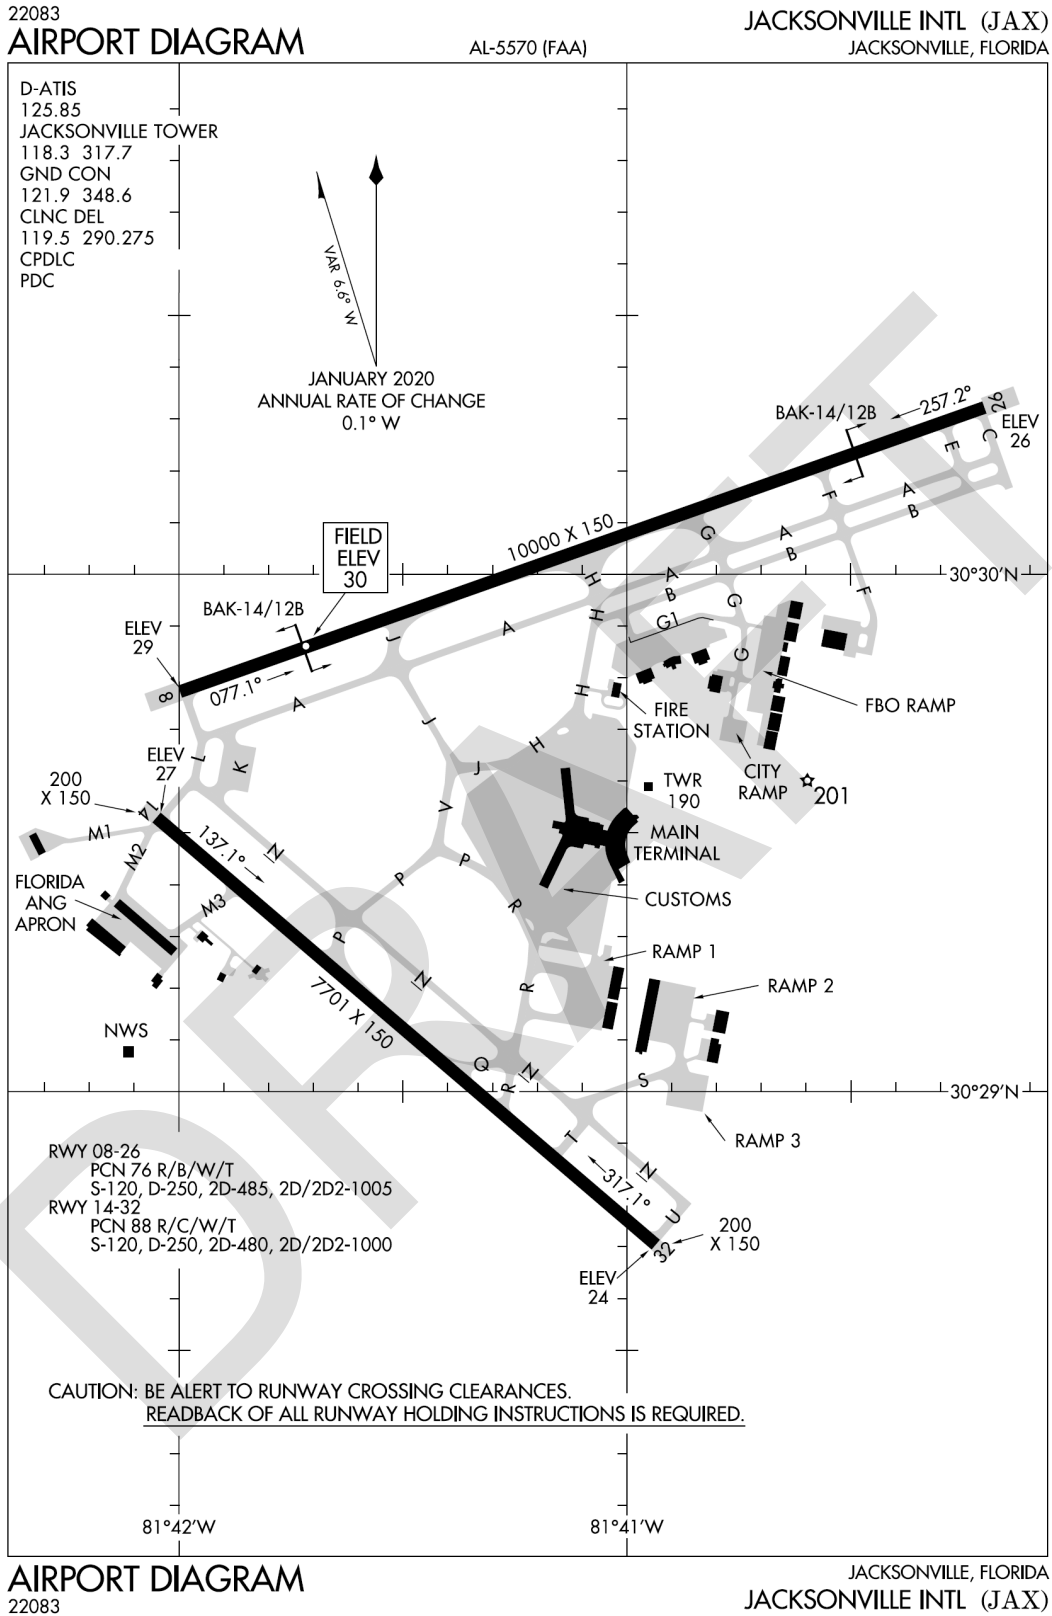 22083
AIRPORT DIAGRAM
AL-5570 (FAA)
JACKSONVILLE INTL (JAX)
JACKSONVILLE, FLORIDA
D-ATIS
125.85
JACKSONVILLE TOWER
118.3 317.7
GND CON
121.9 348.6
CLNC DEL
119.5 290.275
CPDLC
PDC
VAR 6.6° W
JANUARY 2020
ANNUAL RATE OF CHANGE
0.1° W
BAK-14/12B
257.2°
26
ELEV
26
C
E
F
A
B
G
A
B
10000 X 150
FIELD
ELEV
30
30°30'N
H
A
B
F
BAK-14/12B
H
G
G1
ELEV
29
J
A
G
8
077.1°
A
H
FIRE
STATION
FBO RAMP
J
H
L
K
ELEV
27
J
CITY
RAMP
200
X 150
TWR
190
201
14
V
M1
137.1°
N
MAIN
TERMINAL
M2
P
P
FLORIDA
ANG
APRON
M3
R
CUSTOMS
P
RAMP 1
N
R
RAMP 2
7701 X 150
NWS
Q
N
R
S
30°29'N
T
RAMP 3
RWY 08-26
PCN 76 R/B/W/T
S-120, D-250, 2D-485, 2D/2D2-1005
RWY 14-32
PCN 88 R/C/W/T
S-120, D-250, 2D-480, 2D/2D2-1000
N
317.1°
U
200
X 150
32
ELEV
24
DRAFT
CAUTION: BE ALERT TO RUNWAY CROSSING CLEARANCES.
READBACK OF ALL RUNWAY HOLDING INSTRUCTIONS IS REQUIRED.
81°42'W
81°41'W
AIRPORT DIAGRAM
22083
JACKSONVILLE, FLORIDA
JACKSONVILLE INTL (JAX)